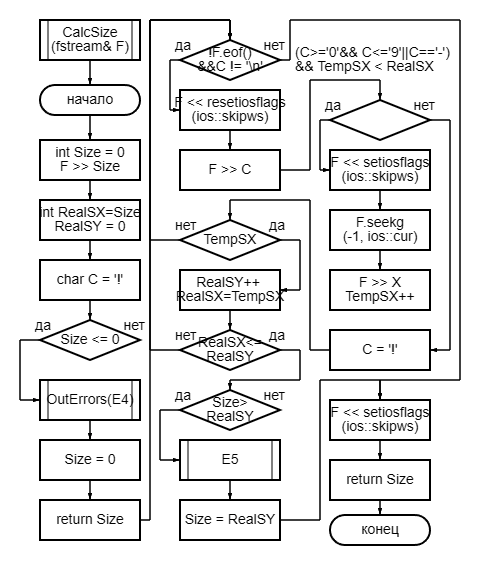 CalcSize
(fstream& F)
начало
int Size = 0
F >> Size
int RealSX=Size
RealSY = 0
char C = '!'
да
нет
Size <= 0
OutErrors(E4)
Size = 0
return Size
да
нет
!F.eof()
&&C != '\n'
F << resetiosflags
(ios::skipws)
F >> C
нет
да
TempSX
RealSY++
RealSX=TempSX
нет
да
RealSX<=
RealSY
да
нет
Size>
RealSY
E5
Size = RealSY
(C>='0'&& C<='9'||C=='-')
&& TempSX < RealSX
да
нет
F << setiosflags
(ios::skipws)
F.seekg
(-1, ios::cur)
F >> X
TempSX++
C = '!'
F << setiosflags
(ios::skipws)
return Size
конец